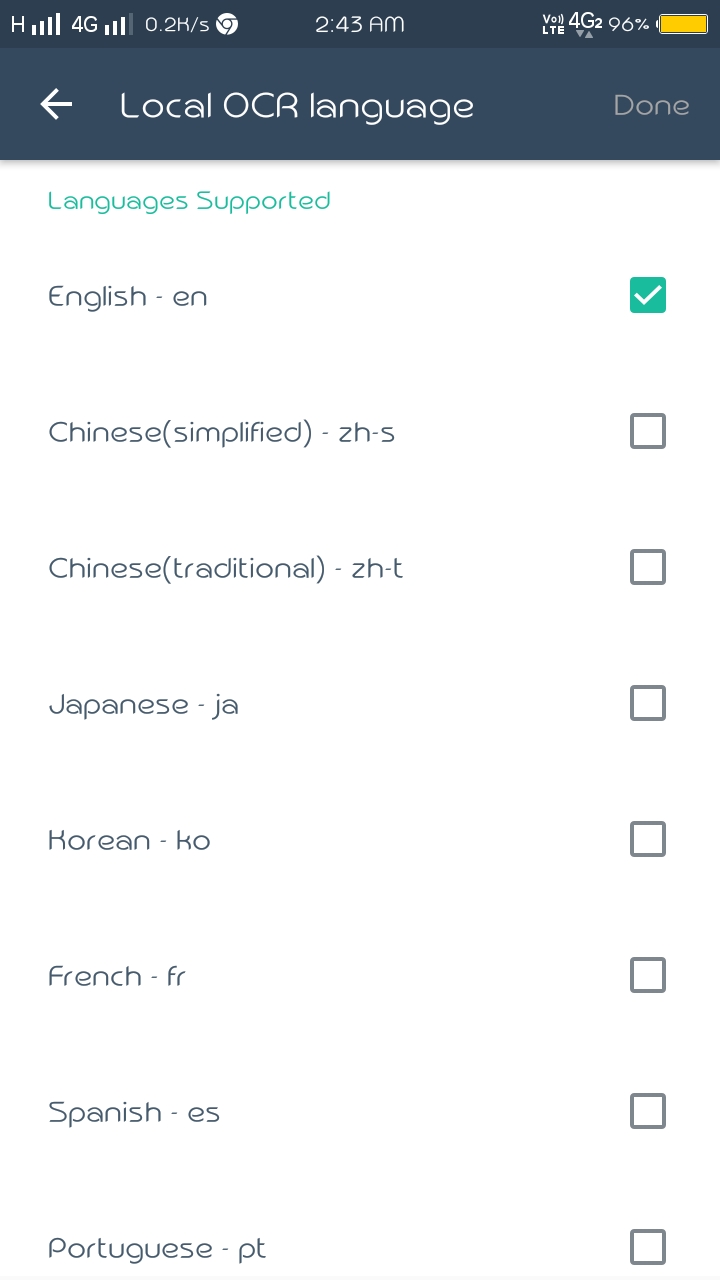 H 4G 0.2K/s 2:43 AM Vo)) LTE 4G2 96%
Local OCR language Done
Languages Supported
English - en
Chinese(simplified) - zh-s
Chinese(traditional) - zh-t
Japanese - ja
Korean - ko
French - fr
Spanish - es
Portuguese - pt